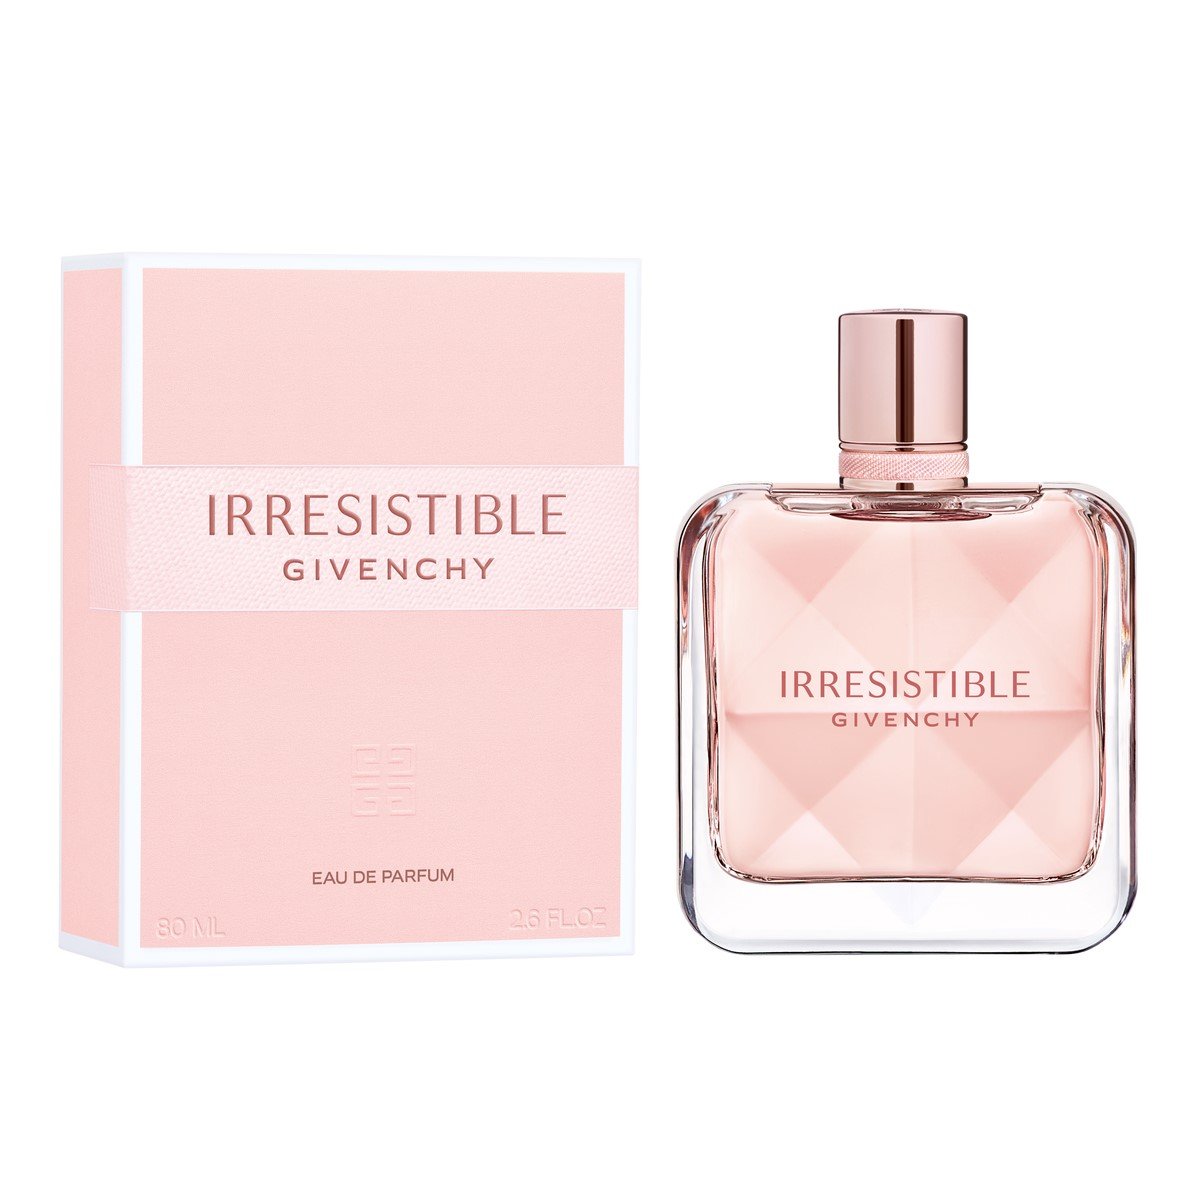 IRRESISTIBLE
GIVENCHY
EAU DE PARFUM
80 ML
2.6 FL.OZ
IRRESISTIBLE
GIVENCHY